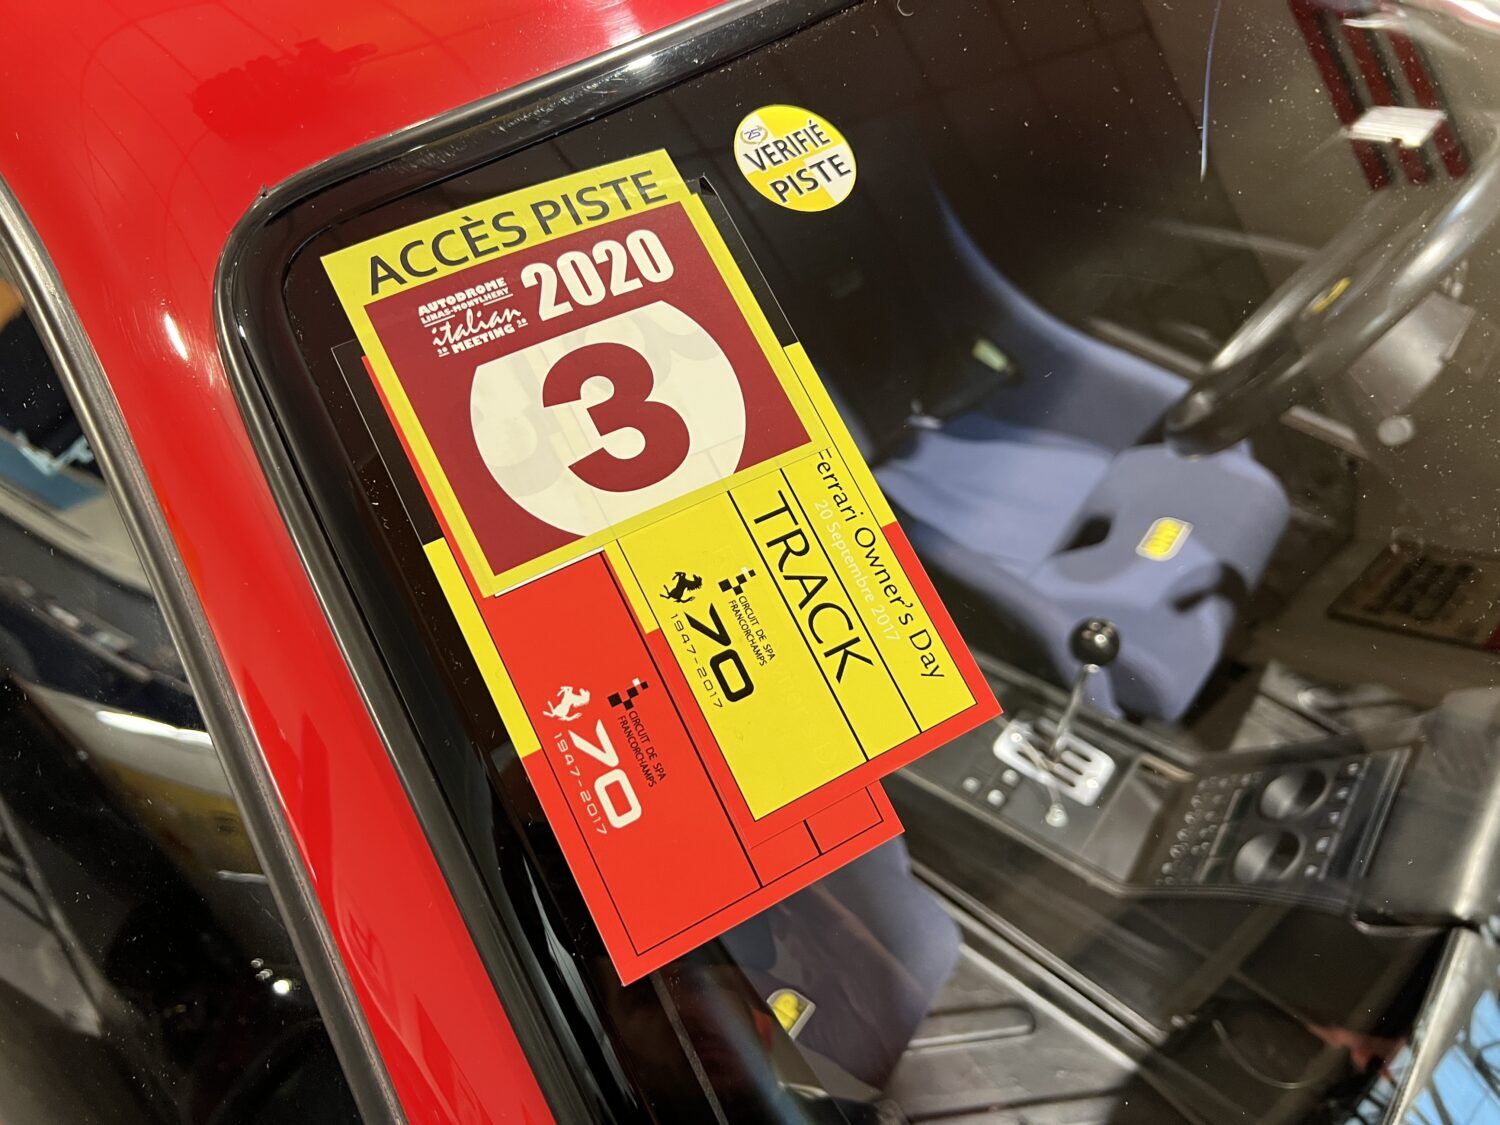 VERIFIÉ
PISTE
ACCÈS PISTE
2020
AUTODROME
LINAS-MONTLHERY
italian
MEETING
3
Ferrari Owner's Day
20 Septembre 2017
TRACK
CIRCUIT DE SPA
FRANCORCHAMPS
70
1947-2017
CIRCUIT DE SPA
FRANCORCHAMPS
70
1947-2017